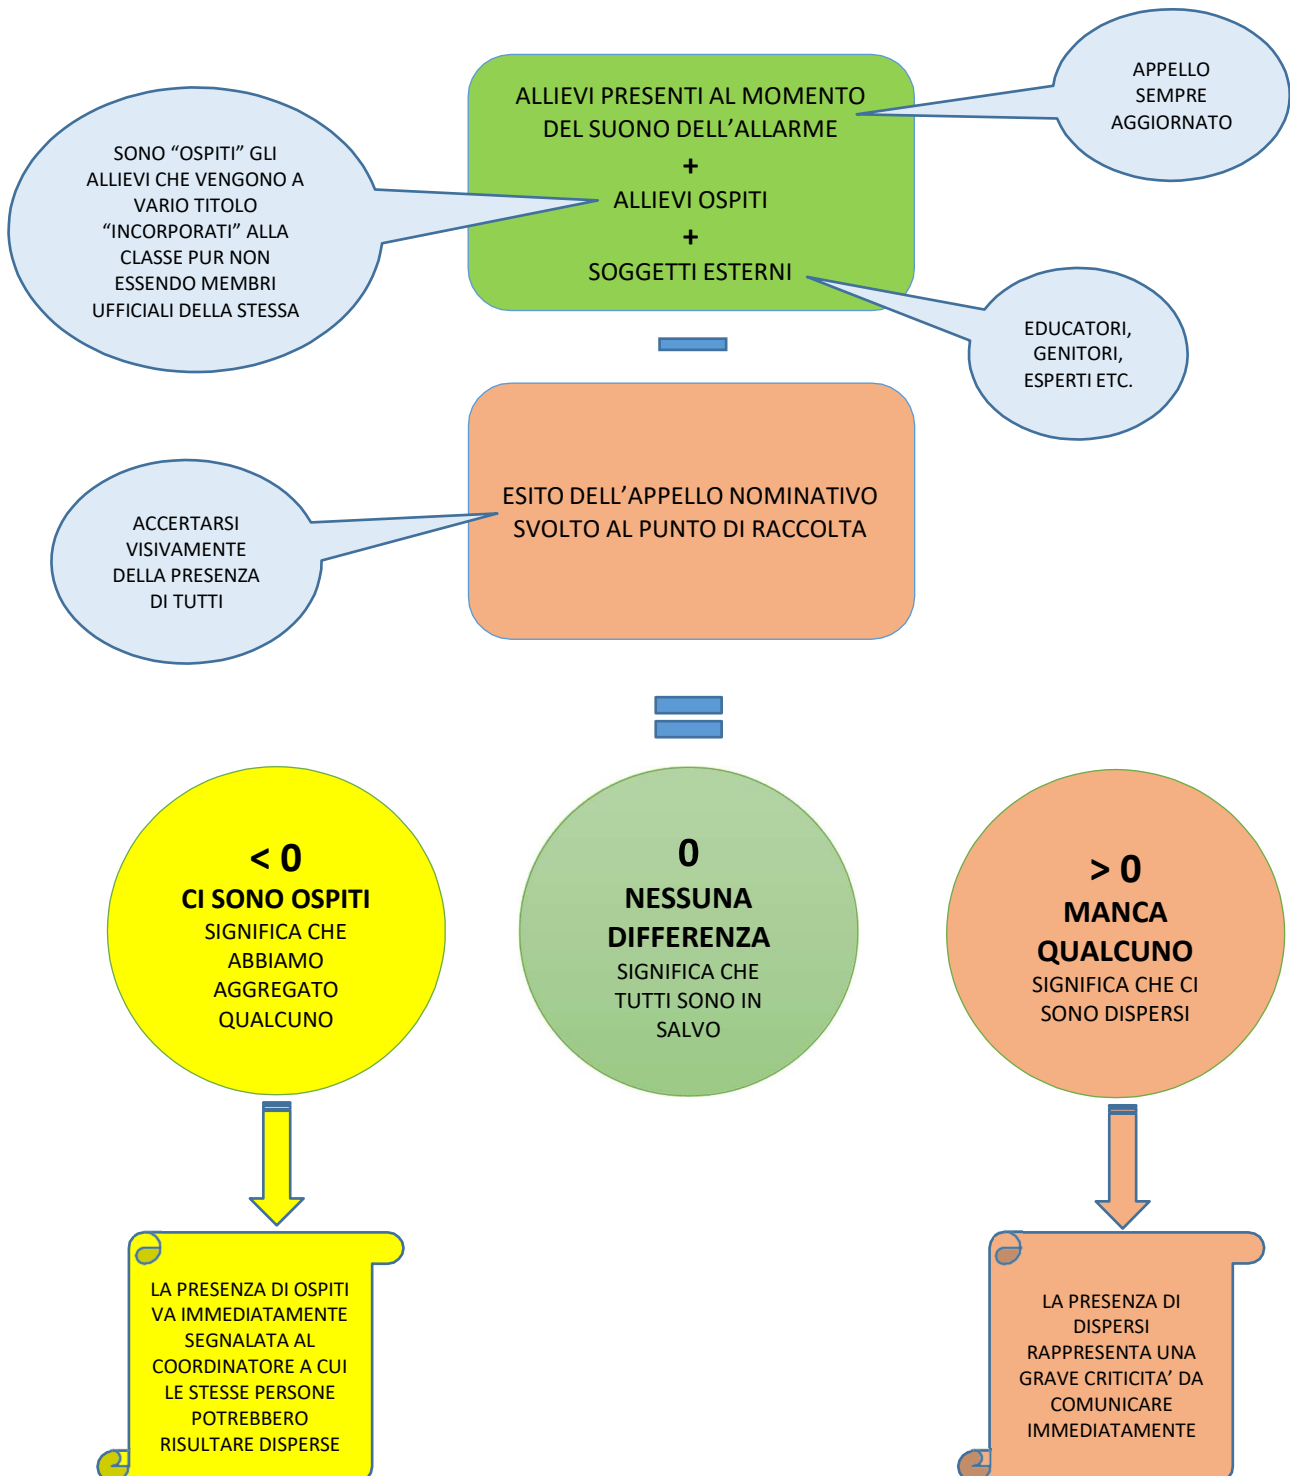 APPELLO
SEMPRE
AGGIORNATO
ALLIEVI PRESENTI AL MOMENTO
DEL SUONO DELL’ALLARME
+
ALLIEVI OSPITI
+
SOGGETTI ESTERNI
SONO “OSPITI” GLI
ALLIEVI CHE VENGONO A
VARIO TITOLO
“INCORPORATI” ALLA
CLASSE PUR NON
ESSENDO MEMBRI
UFFICIALI DELLA STESSA
EDUCATORI,
GENITORI,
ESPERTI ETC.
ESITO DELL’APPELLO NOMINATIVO
SVOLTO AL PUNTO DI RACCOLTA
ACCERTARSI
VISIVAMENTE
DELLA PRESENZA
DI TUTTI
< 0
CI SONO OSPITI
SIGNIFICA CHE
ABBIAMO
AGGREGATO
QUALCUNO
0
NESSUNA
DIFFERENZA
SIGNIFICA CHE
TUTTI SONO IN
SALVO
> 0
MANCA
QUALCUNO
SIGNIFICA CHE CI
SONO DISPERSI
LA PRESENZA DI OSPITI
VA IMMEDIATAMENTE
SEGNALATA AL
COORDINATORE A CUI
LE STESSE PERSONE
POTREBBERO
RISULTARE DISPERSE
LA PRESENZA DI
DISPERSI
RAPPRESENTA UNA
GRAVE CRITICITA’ DA
COMUNICARE
IMMEDIATAMENTE